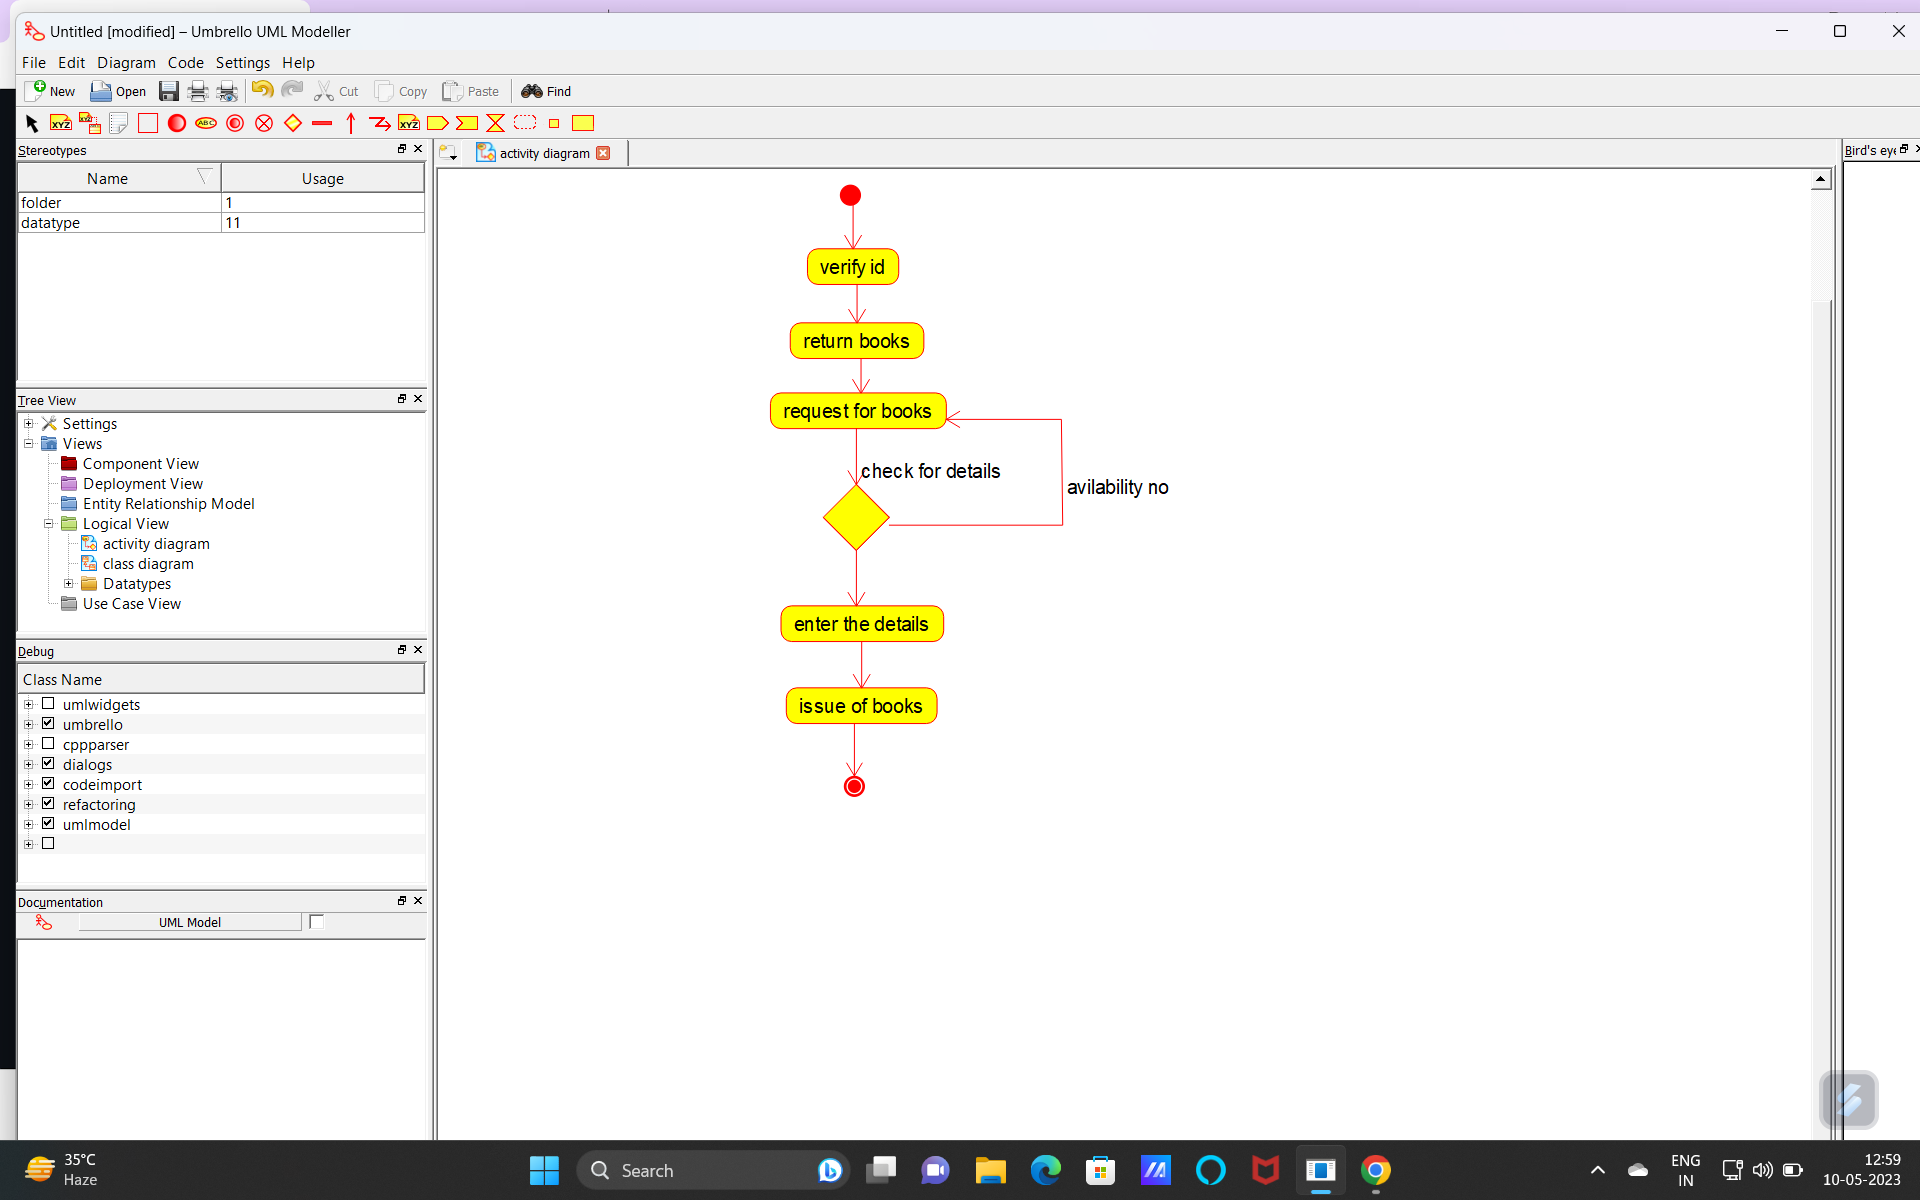 Untitled [modified] – Umbrello UML Modeller
File Edit Diagram Code Settings Help
New Open Cut Copy Paste Find
XYZ XYZ ABC XYZ
Stereotypes
Name Usage
folder 1
datatype 11
Tree View
Settings
Views
Component View
Deployment View
Entity Relationship Model
Logical View
activity diagram
class diagram
Datatypes
Use Case View
Debug
Class Name
umlwidgets
umbrello
cppparser
dialogs
codeimport
refactoring
umlmodel
Documentation
UML Model
activity diagram
verify id
return books
request for books
check for details
avilability no
enter the details
issue of books
Bird's eye
35°C
Haze
Search
ENG
IN
12:59
10-05-2023